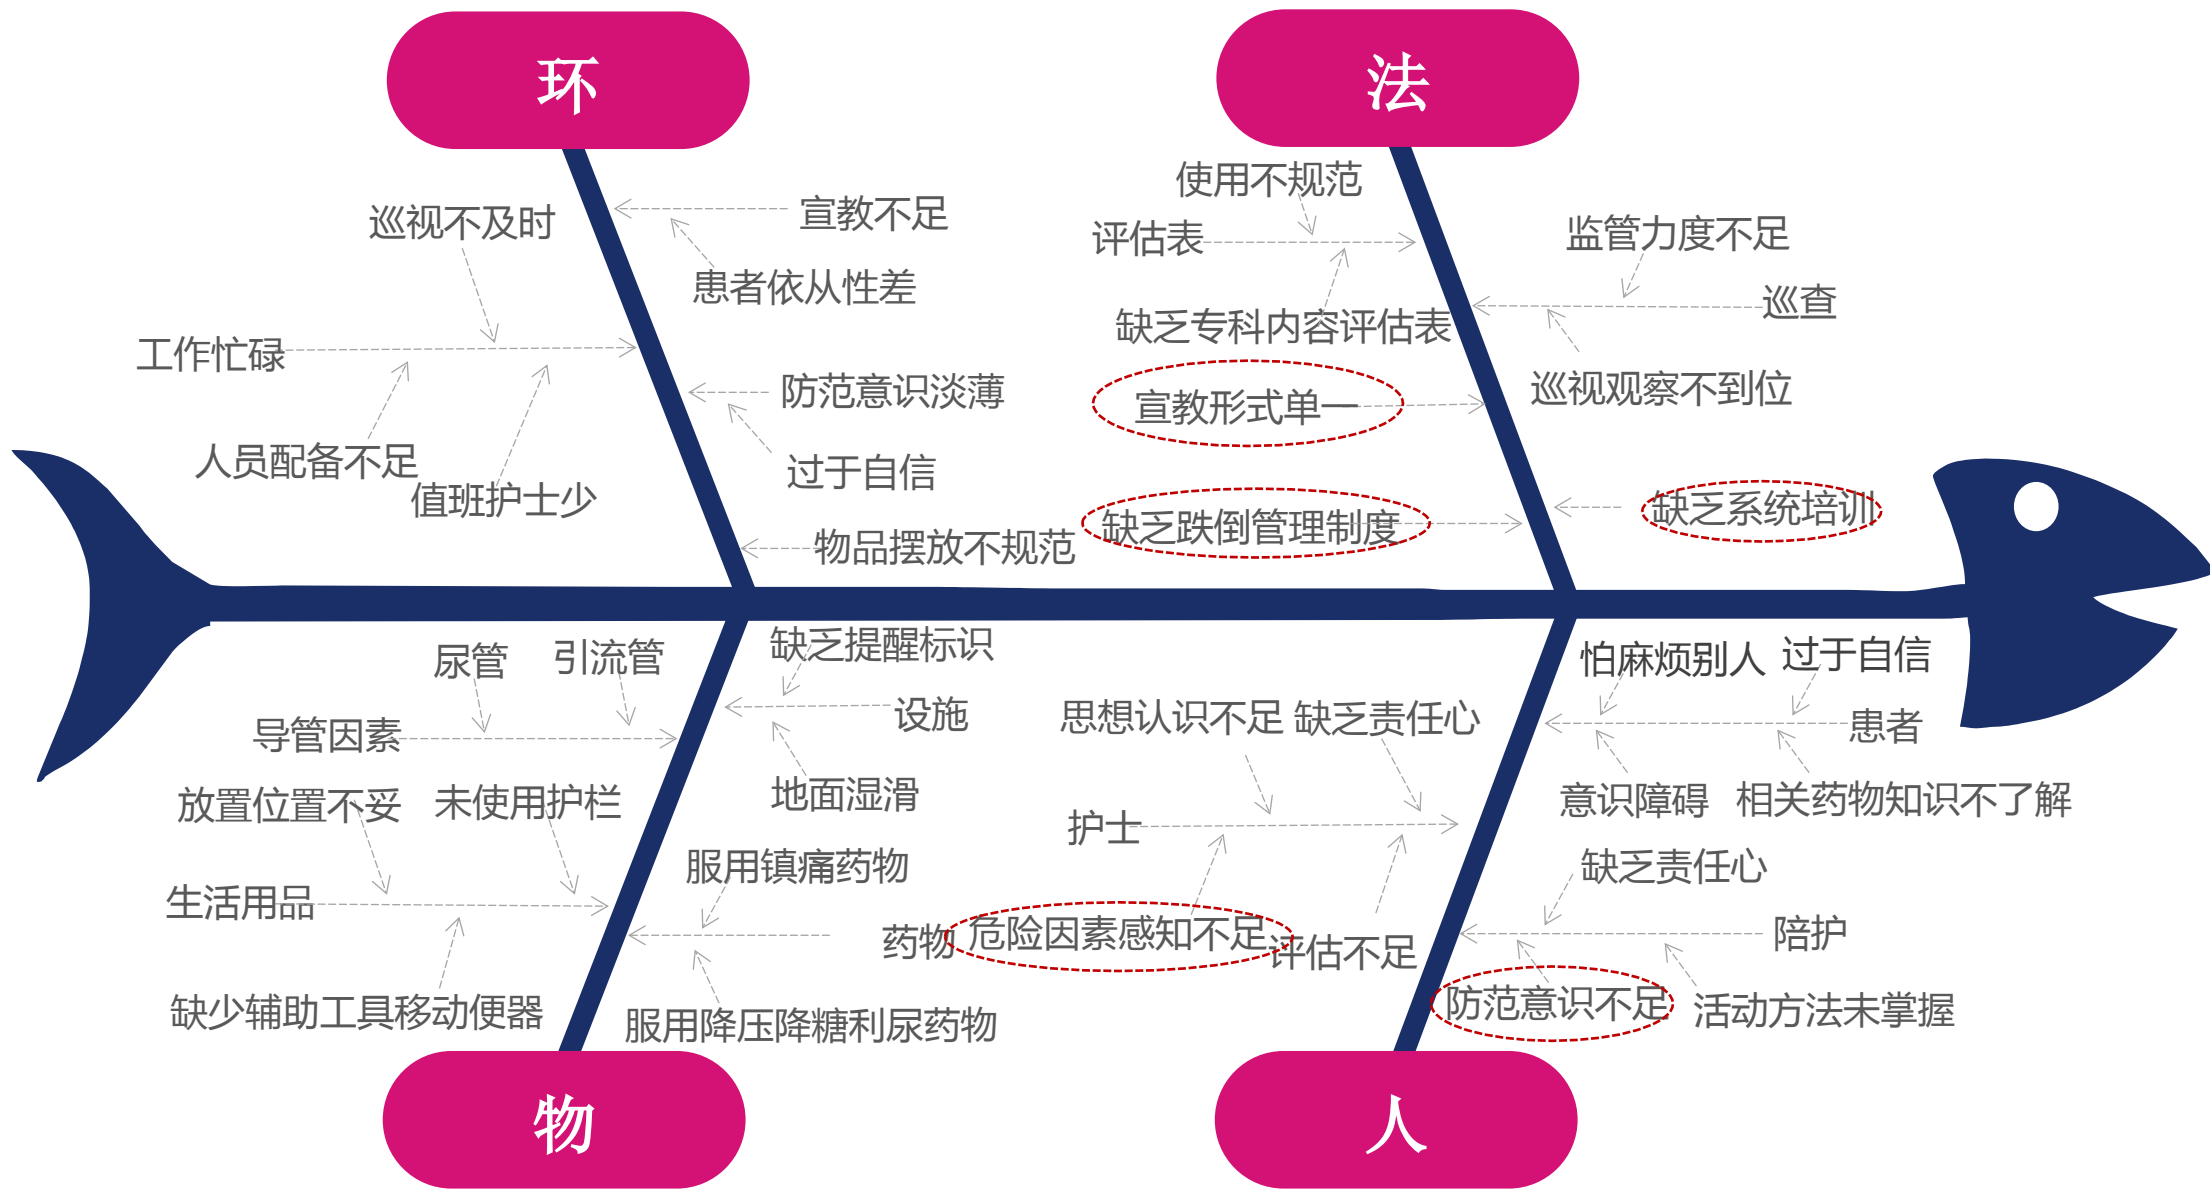 环
法
使用不规范
巡视不及时
宣教不足
评估表
监管力度不足
患者依从性差
巡查
缺乏专科内容评估表
工作忙碌
防范意识淡薄
宣教形式单一
巡视观察不到位
人员配备不足
过于自信
值班护士少
缺乏系统培训
缺乏跌倒管理制度
物品摆放不规范
尿管
引流管
缺乏提醒标识
怕麻烦别人
过于自信
导管因素
设施
思想认识不足
缺乏责任心
患者
放置位置不妥
未使用护栏
地面湿滑
护士
意识障碍
相关药物知识不了解
服用镇痛药物
缺乏责任心
生活用品
药物
危险因素感知不足
评估不足
陪护
缺少辅助工具移动便器
服用降压降糖利尿药物
防范意识不足
活动方法未掌握
物
人